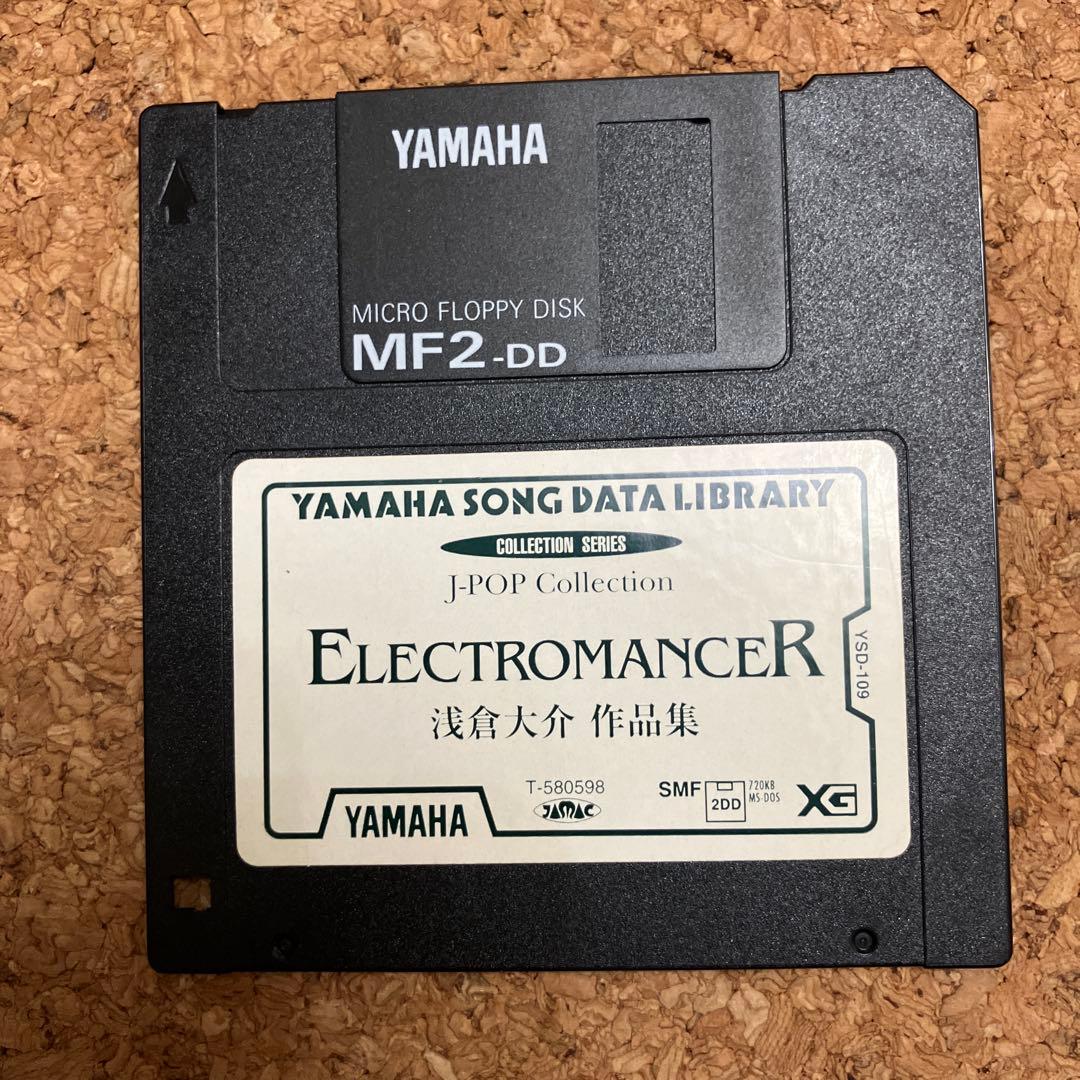 YAMAHA
MICRO FLOPPY DISK
MF2-DD
YAMAHA SONG DATA LIBRARY
COLLECTION SERIES
J-POP Collection
ELECTROMANCER
浅倉大介 作品集
YSD-109
T-580598
JASRAC
SMF
2DD
720KB
MS-DOS
XG
YAMAHA